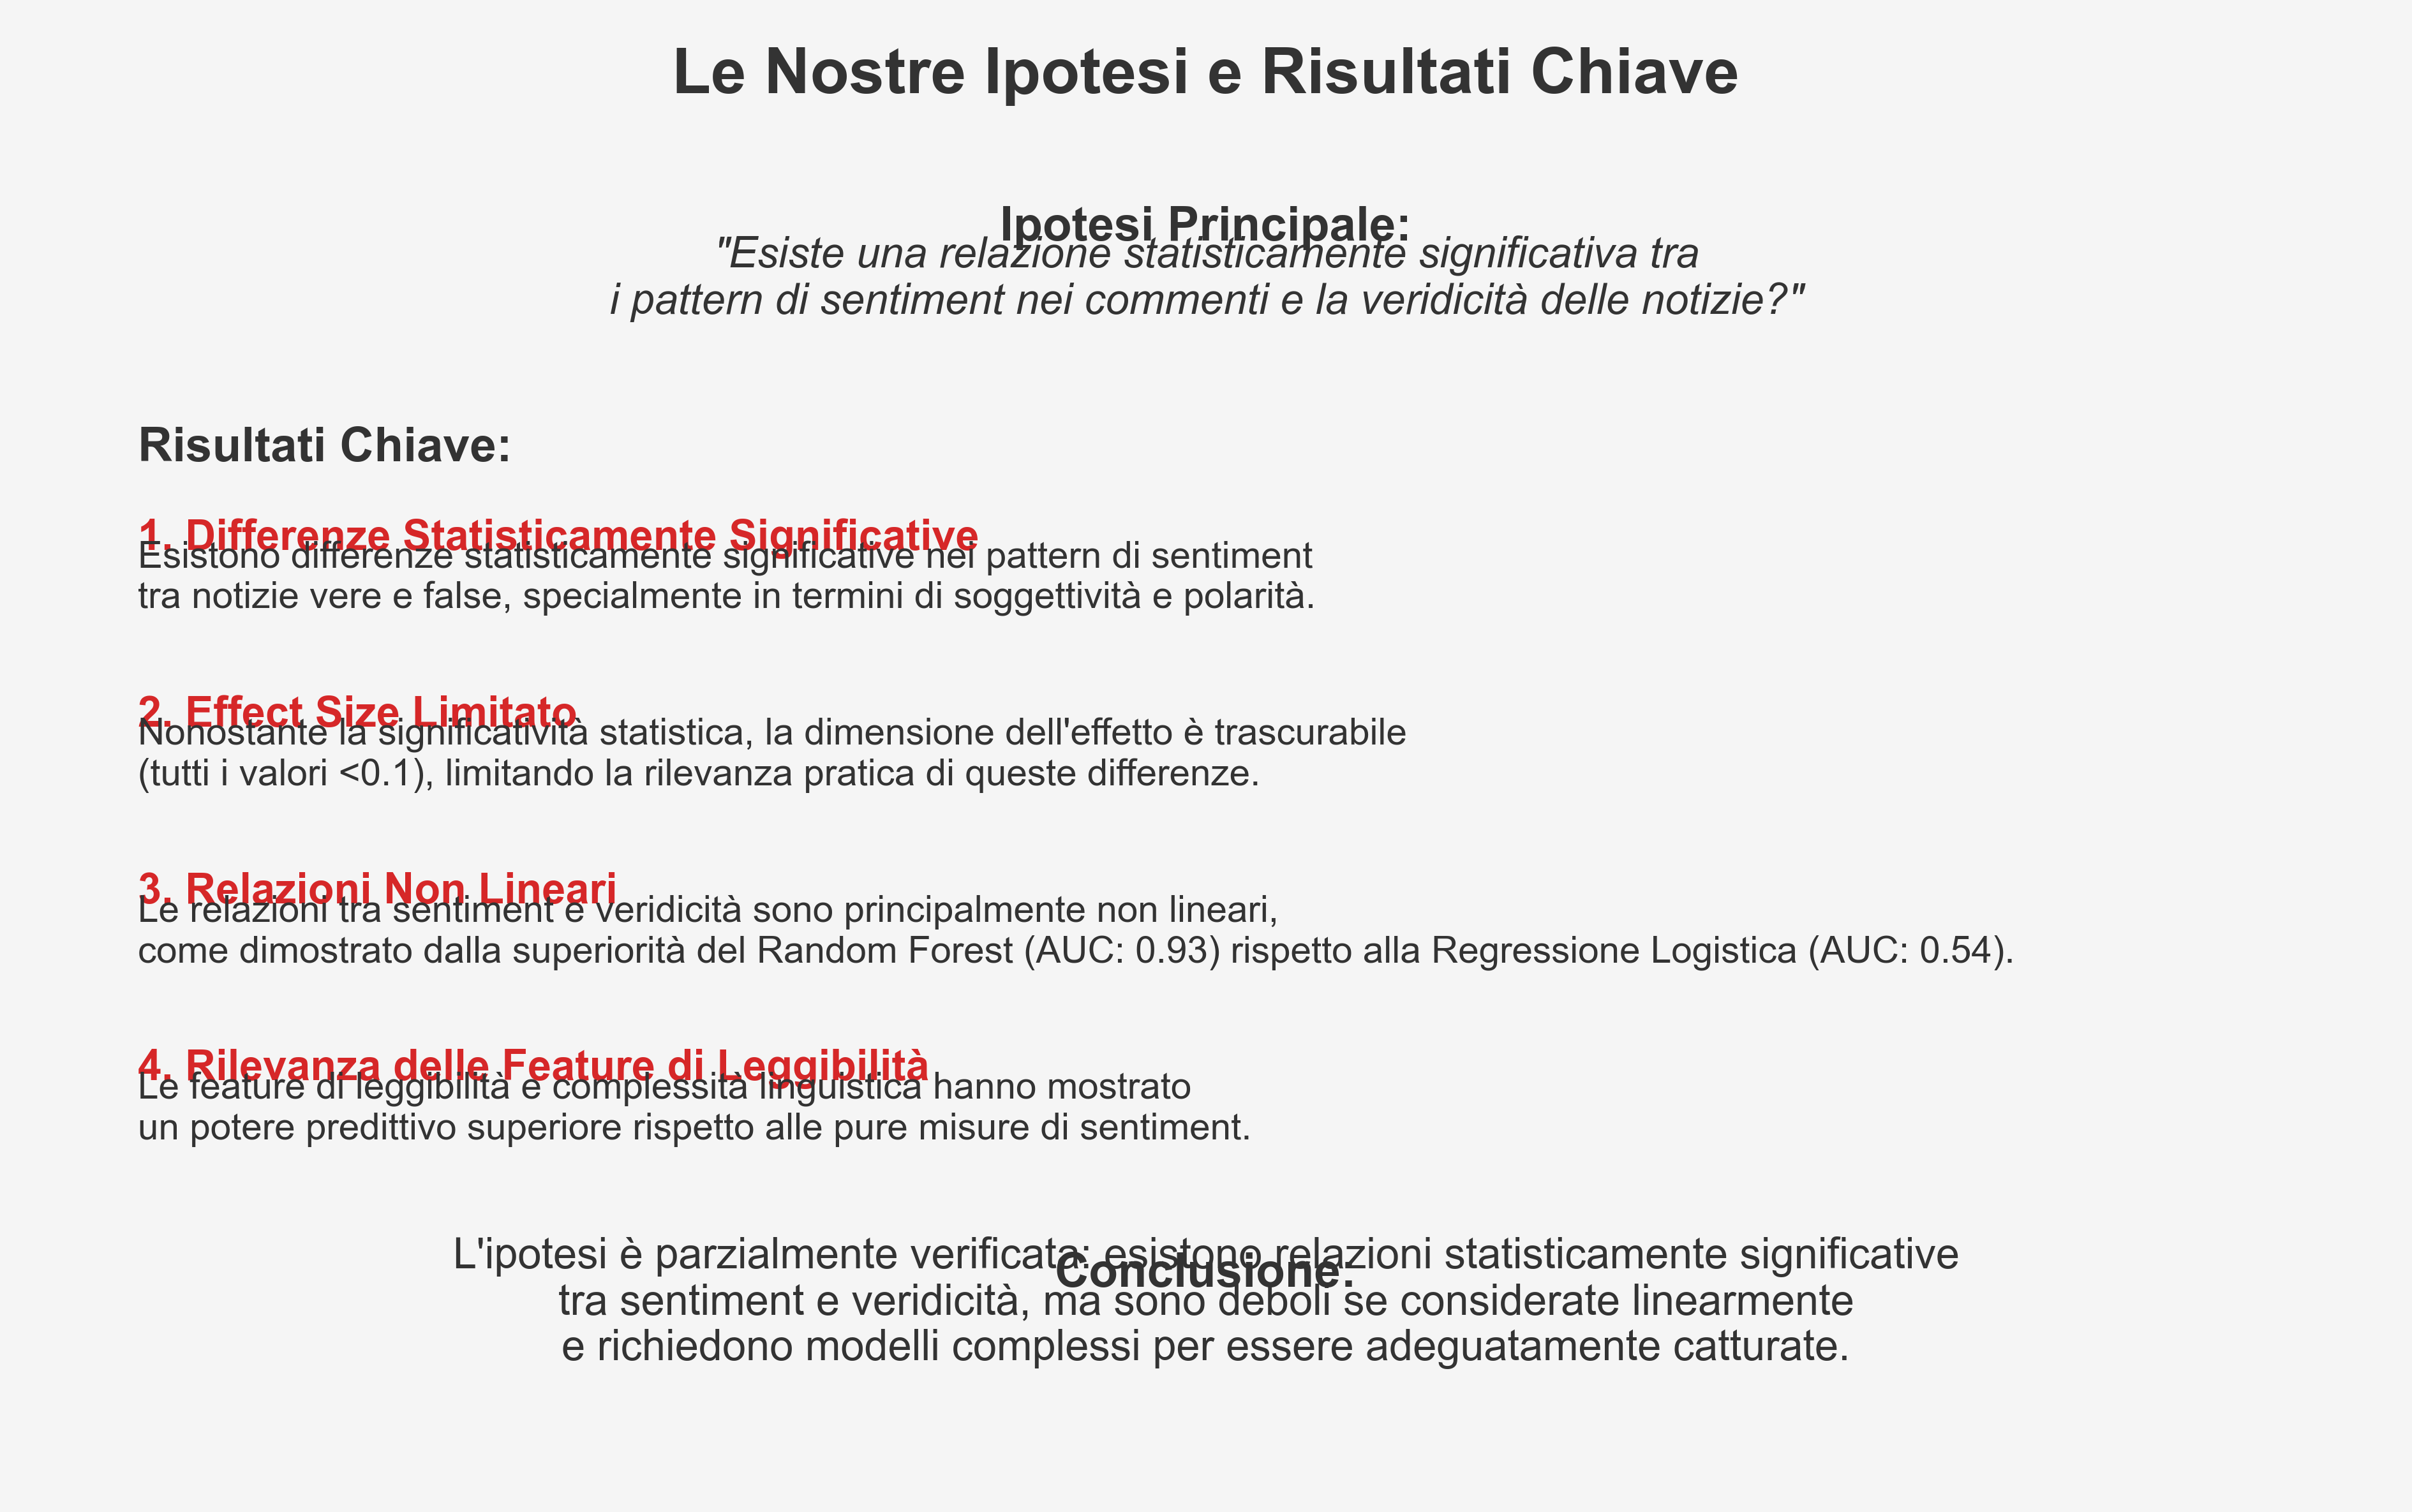 Le Nostre Ipotesi e Risultati Chiave
Ipotesi Principale:
"Esiste una relazione statisticamente significativa tra
i pattern di sentiment nei commenti e la veridicità delle notizie?"
Risultati Chiave:
1. Differenze Statisticamente Significative
Esistono differenze statisticamente significative nei pattern di sentiment
tra notizie vere e false, specialmente in termini di soggettività e polarità.
2. Effect Size Limitato
Nonostante la significatività statistica, la dimensione dell'effetto è trascurabile
(tutti i valori <0.1), limitando la rilevanza pratica di queste differenze.
3. Relazioni Non Lineari
Le relazioni tra sentiment e veridicità sono principalmente non lineari,
come dimostrato dalla superiorità del Random Forest (AUC: 0.93) rispetto alla Regressione Logistica (AUC: 0.54).
4. Rilevanza delle Feature di Leggibilità
Le feature di leggibilità e complessità linguistica hanno mostrato
un potere predittivo superiore rispetto alle pure misure di sentiment.
Conclusione:
L'ipotesi è parzialmente verificata: esistono relazioni statisticamente significative
tra sentiment e veridicità, ma sono deboli se considerate linearmente
e richiedono modelli complessi per essere adeguatamente catturate.